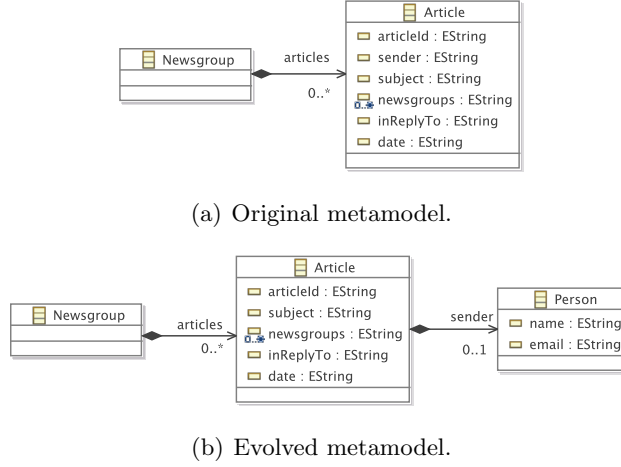 Article
articleId : EString
sender : EString
subject : EString
newsgroups : EString
inReplyTo : EString
date : EString
Newsgroup
articles
0..*
0..*
(a) Original metamodel.
Article
articleId : EString
subject : EString
newsgroups : EString
inReplyTo : EString
date : EString
Newsgroup
articles
0..*
0..*
sender
0..1
Person
name : EString
email : EString
(b) Evolved metamodel.